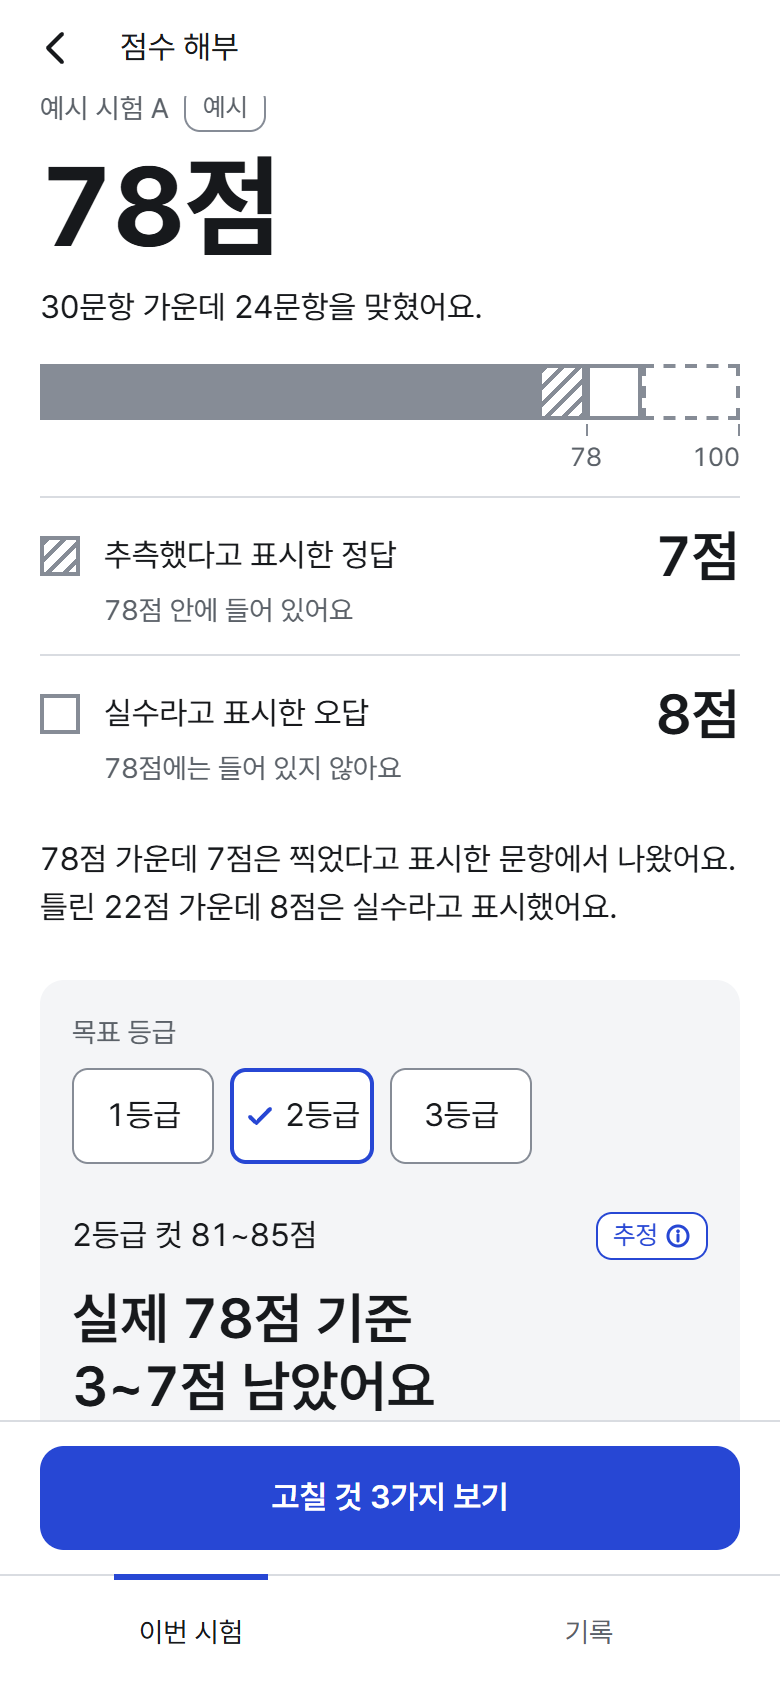 점수 해부
예시 시험 A 예시
78점
30문항 가운데 24문항을 맞혔어요.
78 100
추측했다고 표시한 정답 7점
78점 안에 들어 있어요
실수라고 표시한 오답 8점
78점에는 들어 있지 않아요
78점 가운데 7점은 찍었다고 표시한 문항에서 나왔어요.
틀린 22점 가운데 8점은 실수라고 표시했어요.
목표 등급
1등급 2등급 3등급
2등급 컷 81~85점 추정
실제 78점 기준
3~7점 남았어요
고칠 것 3가지 보기
이번 시험 기록